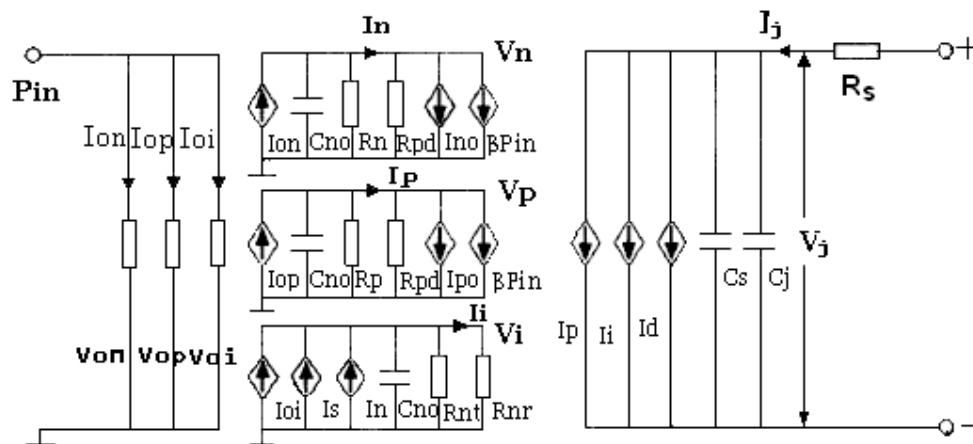 Pin
Ion Iop Ioi
Von Vop Voi
In
Vn
Ion Cno Rn Rpd Ino βPin
Ip
Vp
Iop Cno Rp Rpd Ipo βPin
Ii
Vi
Ioi Is In Cno Rnt Rnr
Ij
Rs
+
Vj
Cs Cj
Ip Ii Id
−